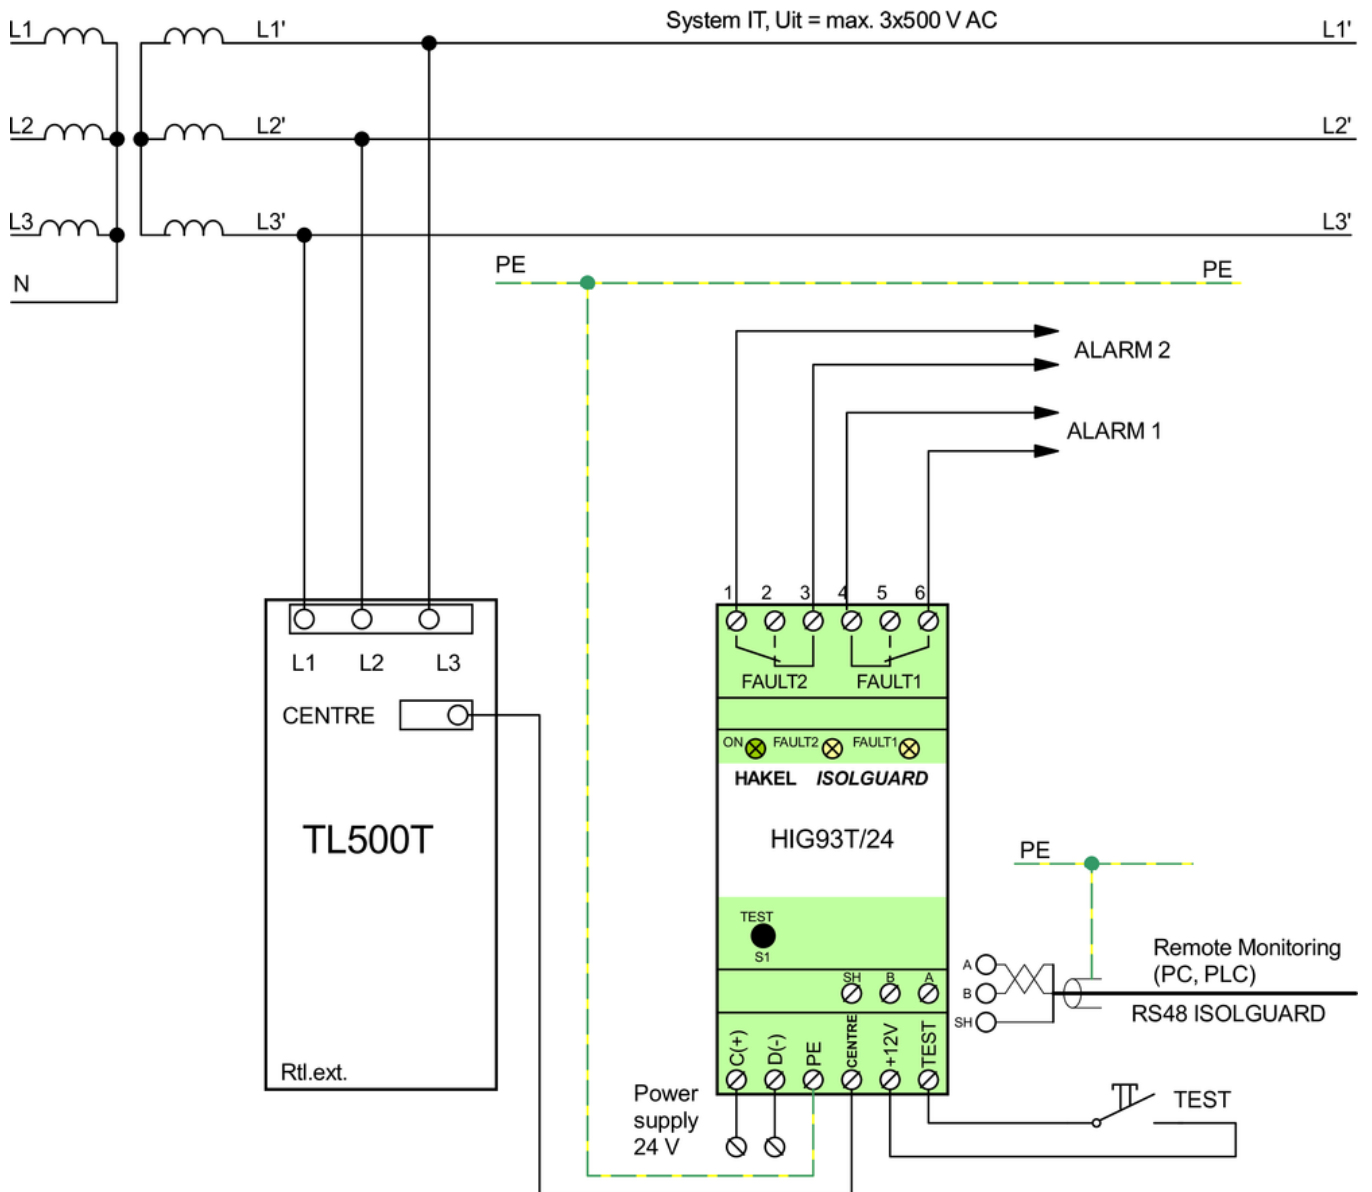 System IT, Uit = max. 3x500 V AC
L1 L1' L1'
L2 L2' L2'
L3 L3' L3'
N
PE PE
ALARM 2
ALARM 1
1 2 3 4 5 6
FAULT2 FAULT1
L1 L2 L3
CENTRE
ON FAULT2 FAULT1
HAKEL ISOLGUARD
TL500T
HIG93T/24
PE
TEST
S1
Remote Monitoring
(PC, PLC)
RS48 ISOLGUARD
A
B
SH
SH B A
C(+) D(-) PE CENTRE +12V TEST
Rtl.ext.
Power
supply
24 V
TEST